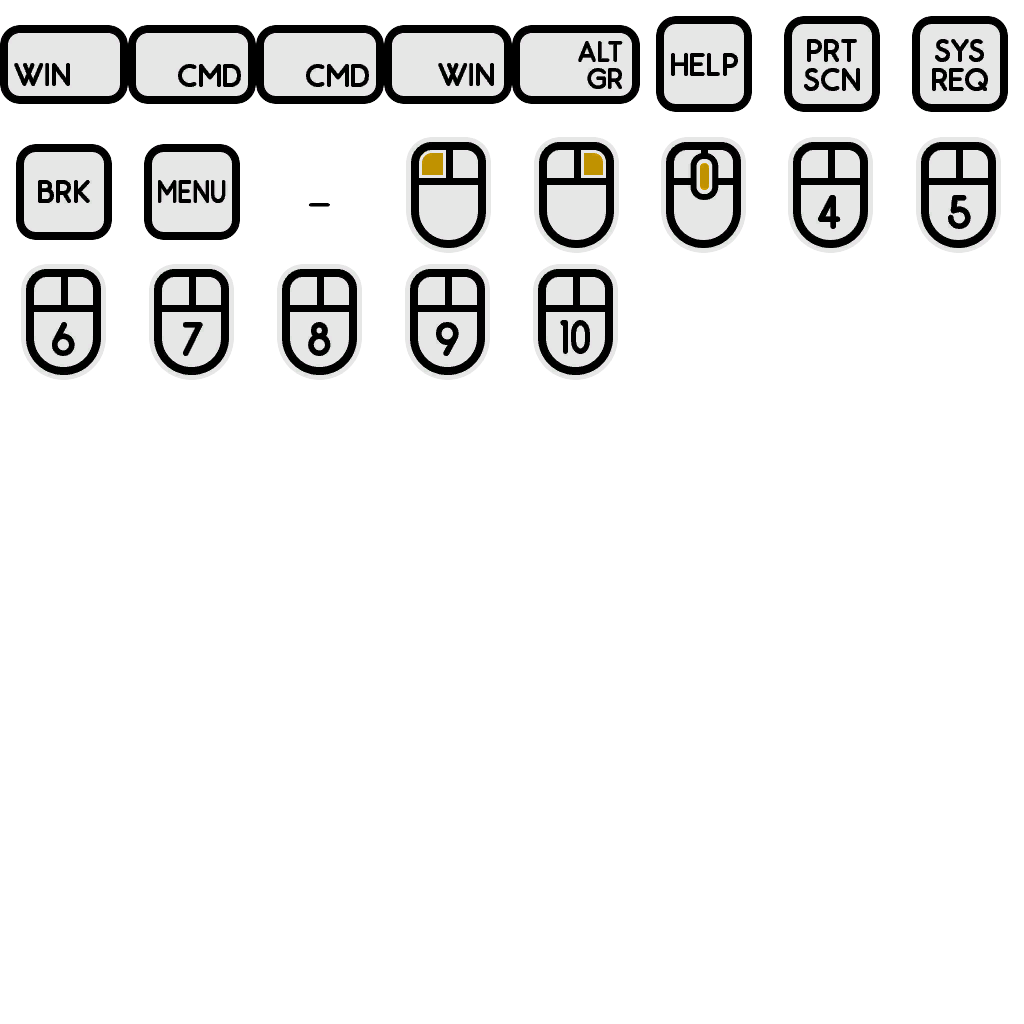 WIN CMD CMD WIN ALT GR HELP PRT SCN SYS REQ
BRK MENU _ 4 5
6 7 8 9 10